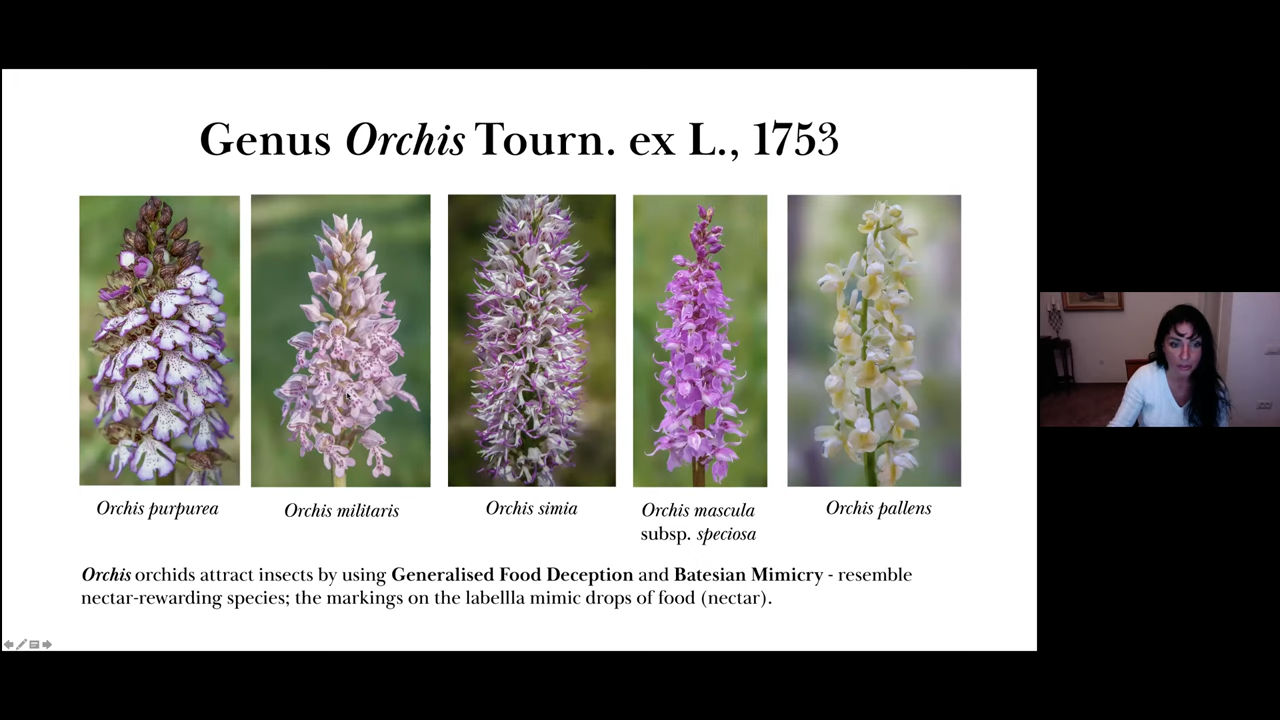 Genus Orchis Tourn. ex L., 1753
Orchis purpurea
Orchis militaris
Orchis simia
Orchis mascula
subsp. speciosa
Orchis pallens
Orchis orchids attract insects by using Generalised Food Deception and Batesian Mimicry - resemble
nectar-rewarding species; the markings on the labellla mimic drops of food (nectar).